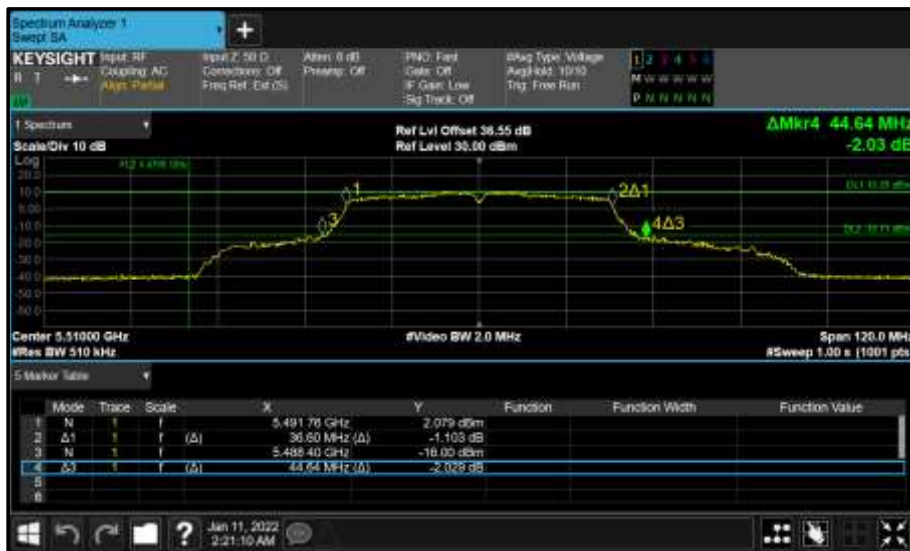 Spectrum Analyzer 1
Swept SA
+
KEYSIGHT
R T
Input: RF
Coupling: AC
Align: Partial
Input Z: 50 Ω
Corrections: Off
Freq Ref: Ext (S)
Atten: 6 dB
Preamp: Off
PNO: Fast
Gate: Off
IF Gain: Low
Sig Track: Off
#Avg Type: Voltage
Avg|Hold: 10/10
Trig: Free Run
1 2 3 4 5 6
M W W W W W
P N N N N N
1 Spectrum
Scale/Div 10 dB
Ref Lvl Offset 36.55 dB
Ref Level 30.00 dBm
ΔMkr4 44.64 MHz
-2.03 dB
Log
20.0
10.0
0.00
-10.0
-20.0
-30.0
-40.0
-50.0
-60.0
1
2Δ1
3
4Δ3
Center 5.51000 GHz
#Res BW 510 kHz
#Video BW 2.0 MHz
Span 120.0 MHz
#Sweep 1.00 s (1001 pts
5 Marker Table
Mode Trace Scale X Y Function Function Width Function Value
1 N 1 f 5.491 76 GHz 2.079 dBm
2 Δ1 1 f (Δ) 36.60 MHz (Δ) -1.103 dB
3 N 1 f 5.488 40 GHz -16.00 dBm
4 Δ3 1 f (Δ) 44.64 MHz (Δ) -2.029 dB
5
6
?
Jan 11, 2022
2:21:10 AM